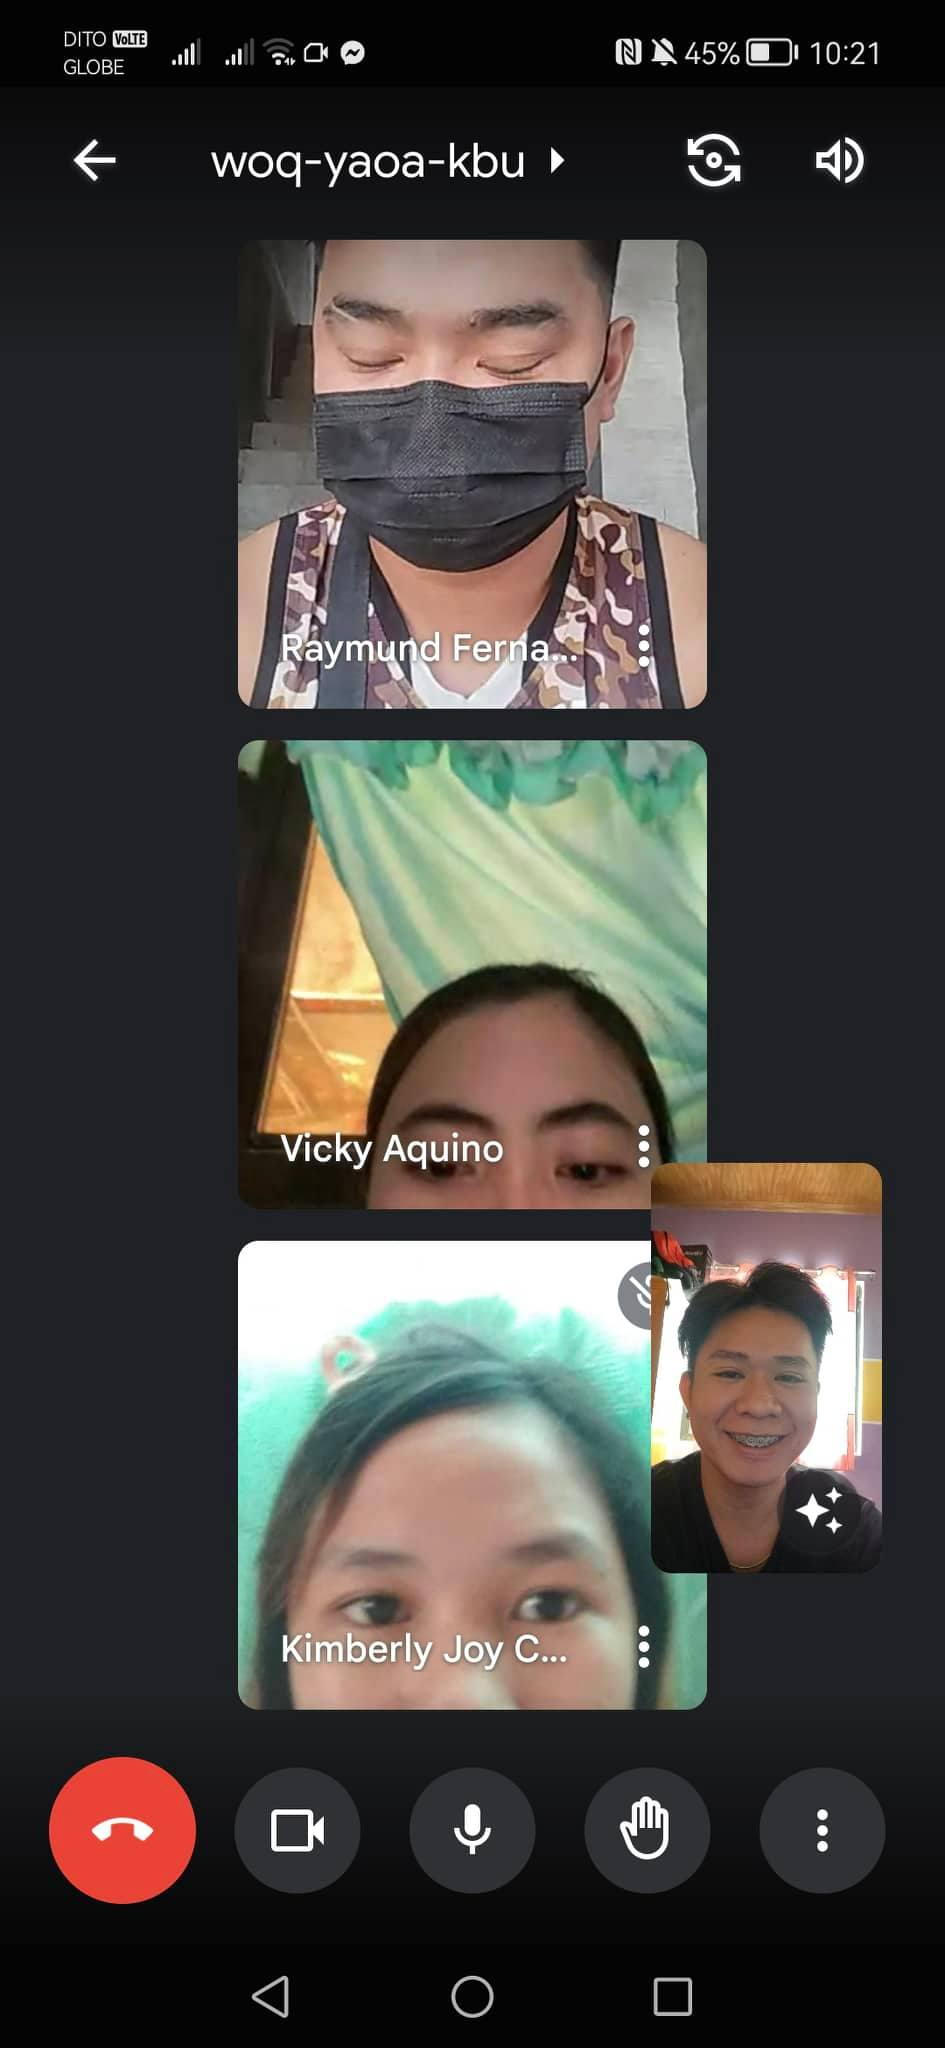 DITO VoLTE
GLOBE
45% 10:21
woq-yaoa-kbu
Raymund Ferna...
Vicky Aquino
Kimberly Joy C...